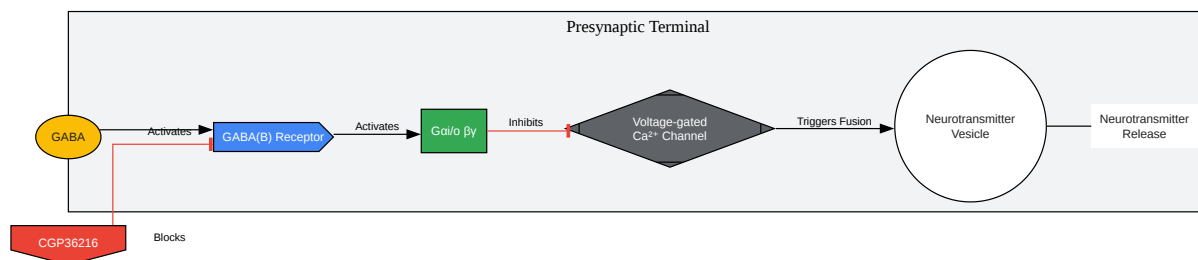 Presynaptic Terminal
GABA
Activates
GABA(B) Receptor
Activates
Gαi/o βγ
Inhibits
Voltage-gated
Ca²⁺ Channel
Triggers Fusion
Neurotransmitter
Vesicle
Neurotransmitter
Release
CGP36216
Blocks